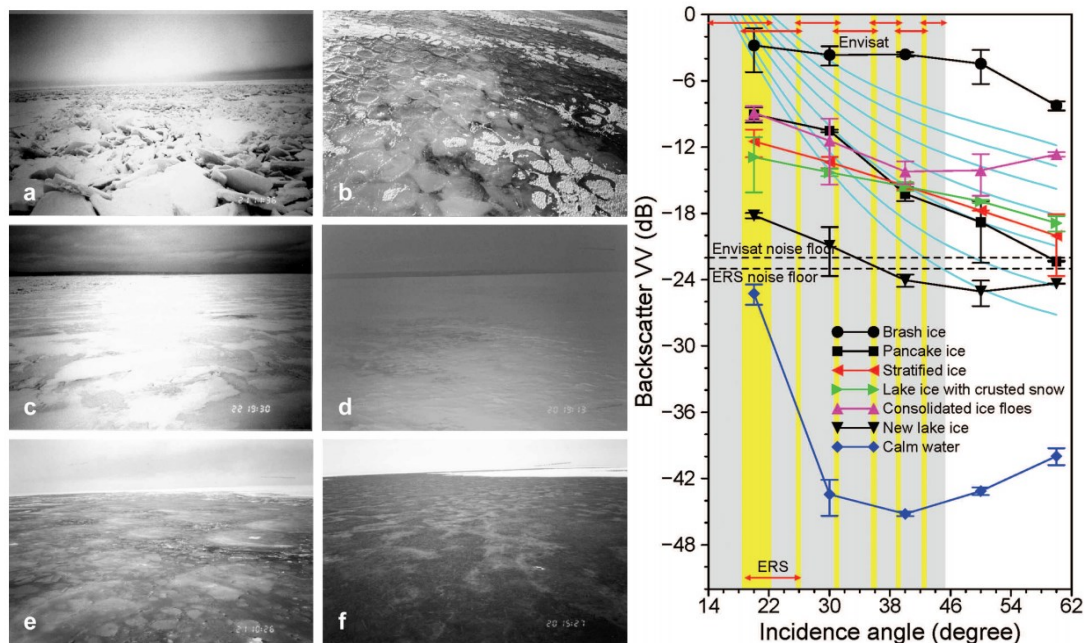 a
b
c
22 19:30
d
20 19:13
e
21 10:26
f
20 15:27
0
−6
−12
−18
−24
−30
−36
−42
−48
Backscatter VV (dB)
Envisat
Envisat noise floor
ERS noise floor
Brash ice
Pancake ice
Stratified ice
Lake ice with crusted snow
Consolidated ice floes
New lake ice
Calm water
ERS
14 22 30 38 46 54 62
Incidence angle (degree)